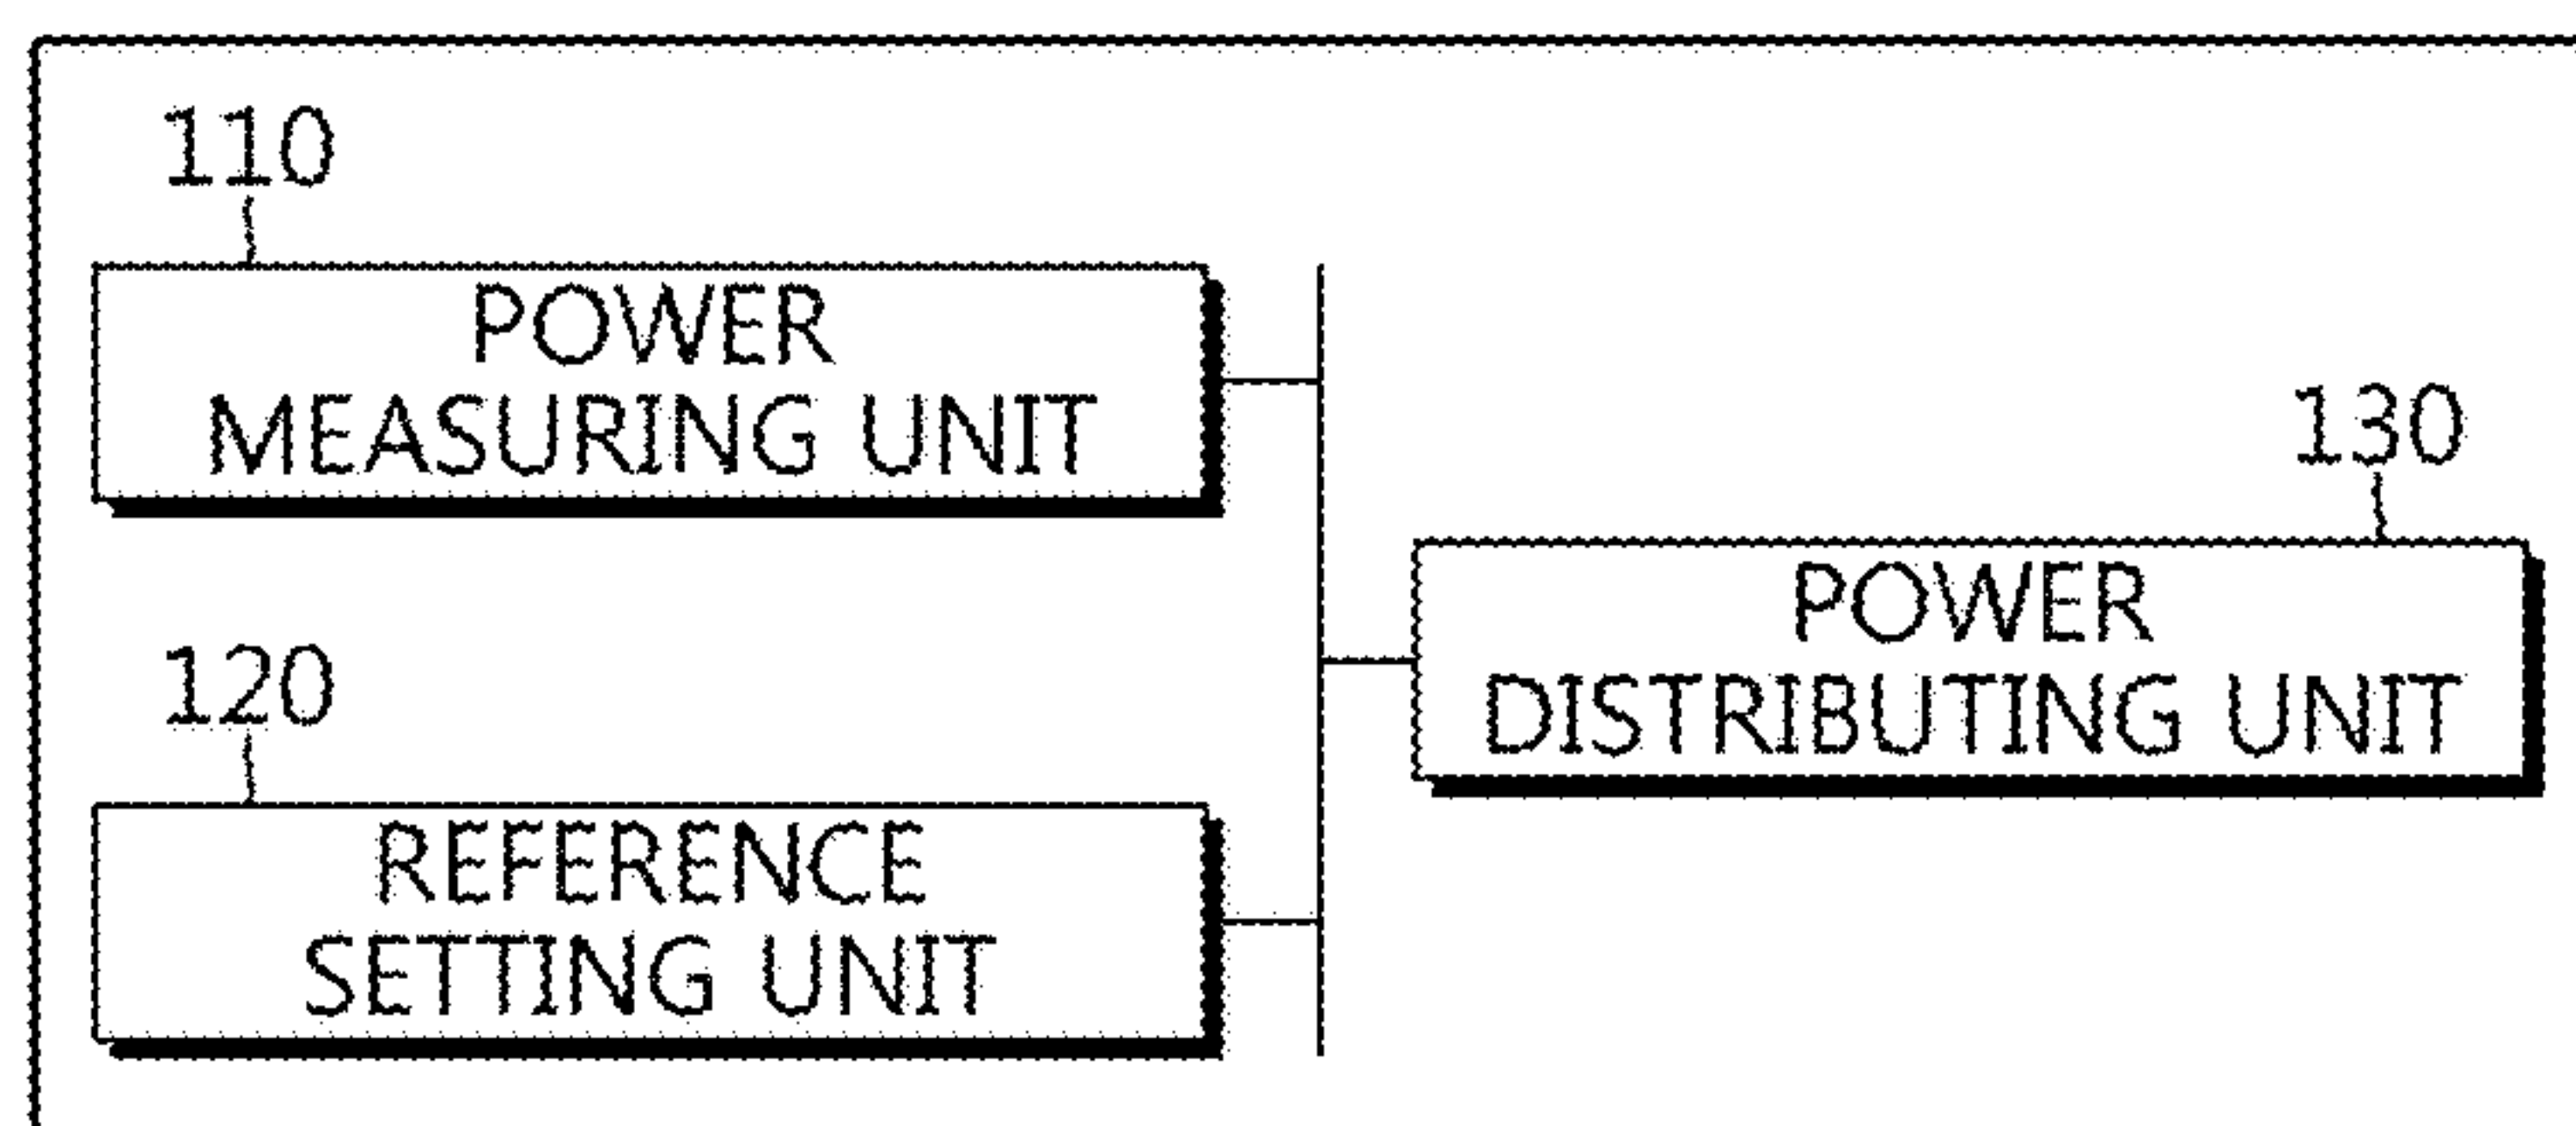 110
POWER
MEASURING UNIT
130
POWER
DISTRIBUTING UNIT
120
REFERENCE
SETTING UNIT